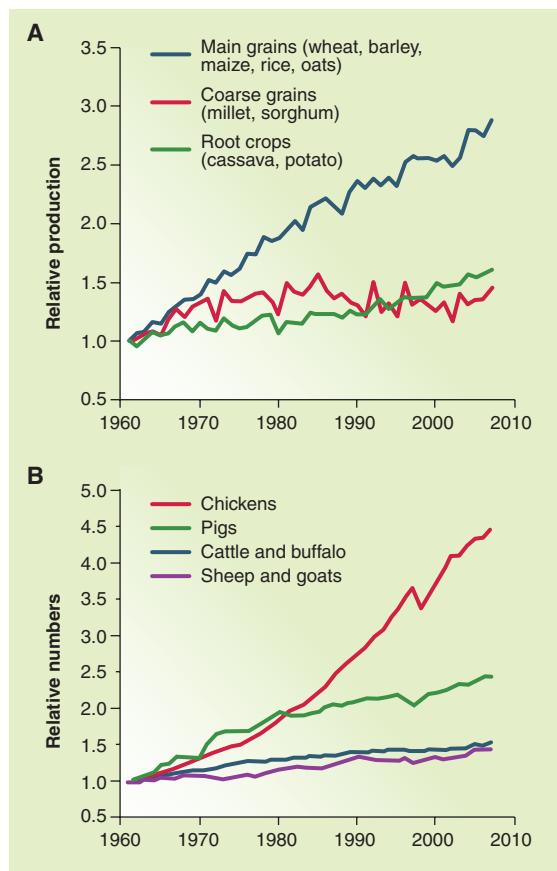 A
3.5
3.0
2.5
2.0
1.5
1.0
0.5
Relative production
Main grains (wheat, barley,
maize, rice, oats)
Coarse grains
(millet, sorghum)
Root crops
(cassava, potato)
1960 1970 1980 1990 2000 2010
B
5.0
4.5
4.0
3.5
3.0
2.5
2.0
1.5
1.0
0.5
Relative numbers
Chickens
Pigs
Cattle and buffalo
Sheep and goats
1960 1970 1980 1990 2000 2010